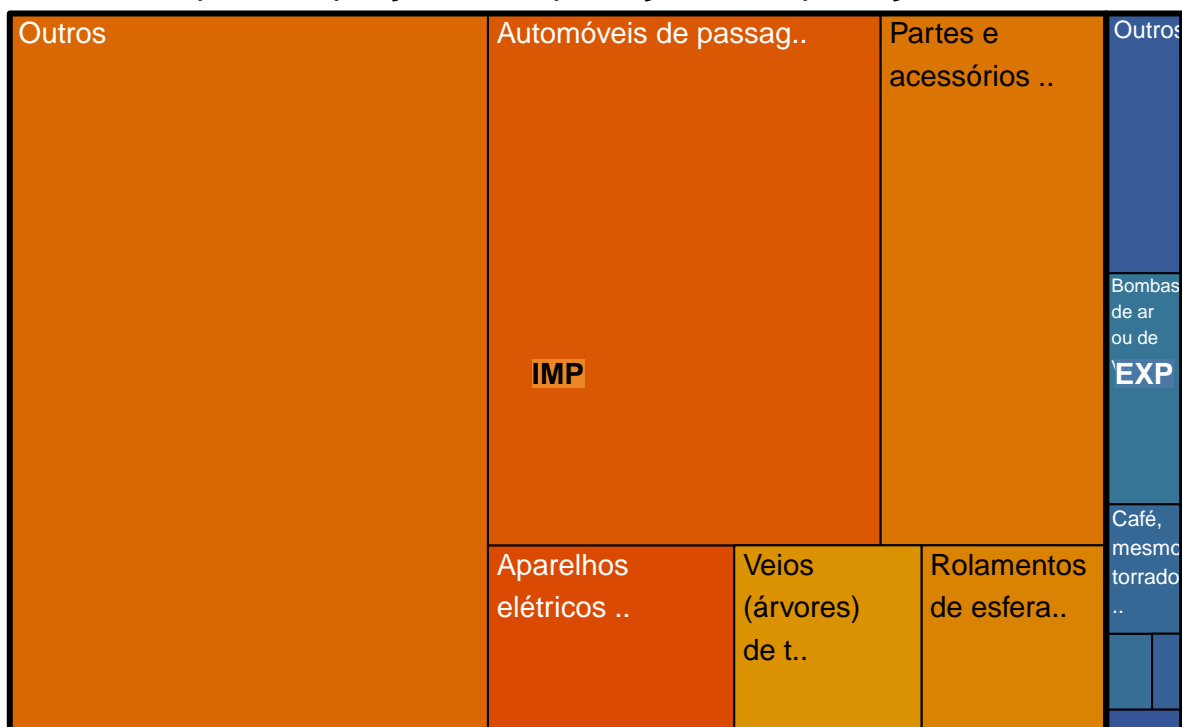 Outros
Automóveis de passag..
Partes e
acessórios ..
Outros
IMP
Bombas
de ar
ou de
EXP
Café,
mesmo
torrado
..
Aparelhos
elétricos ..
Veios
(árvores)
de t..
Rolamentos
de esfera..